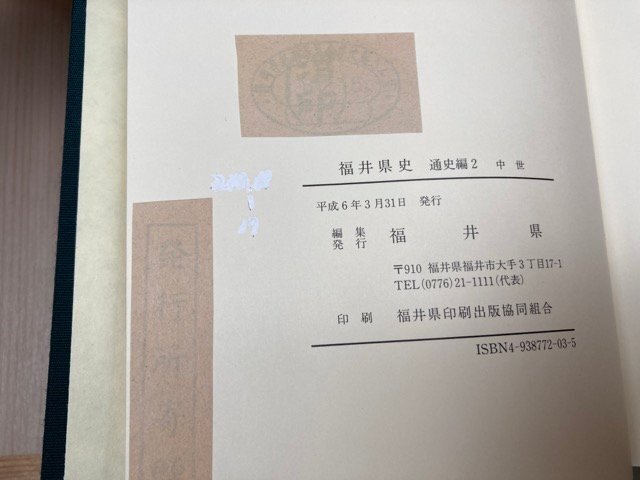 福井県史 通史編2 中世
平成6年3月31日 発行
編集
発行 福井県
〒910 福井県福井市大手3丁目17-1
TEL(0776)21-1111(代表)
印刷 福井県印刷出版協同組合
ISBN4-938772-03-5